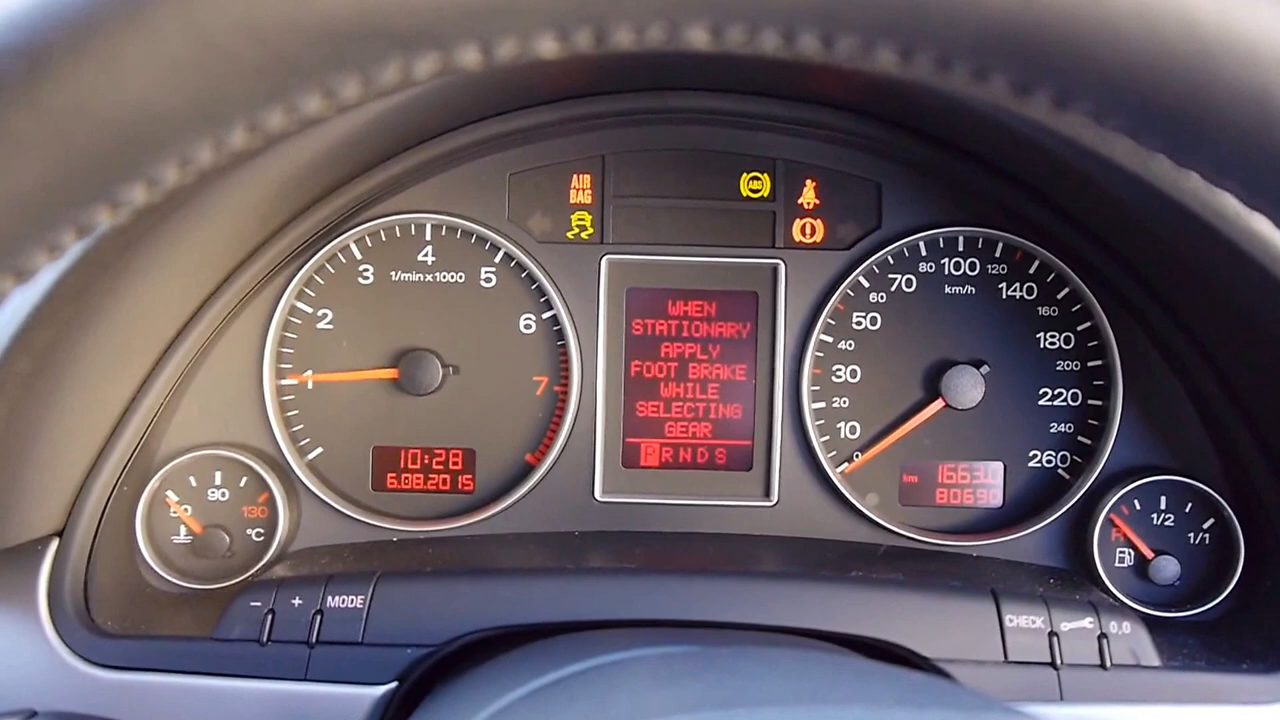 AIR
BAG
ABS
1
2
3
4
5
6
7
1/min x 1000
10:28
6.08.2015
WHEN
STATIONARY
APPLY
FOOT BRAKE
WHILE
SELECTING
GEAR
PRNDS
0
10
20
30
40
50
60
70
80
100
120
140
160
180
200
220
240
260
km/h
km 1663.0
80690
50
90
130
°C
R
1/2
1/1
− + MODE
CHECK 0,0